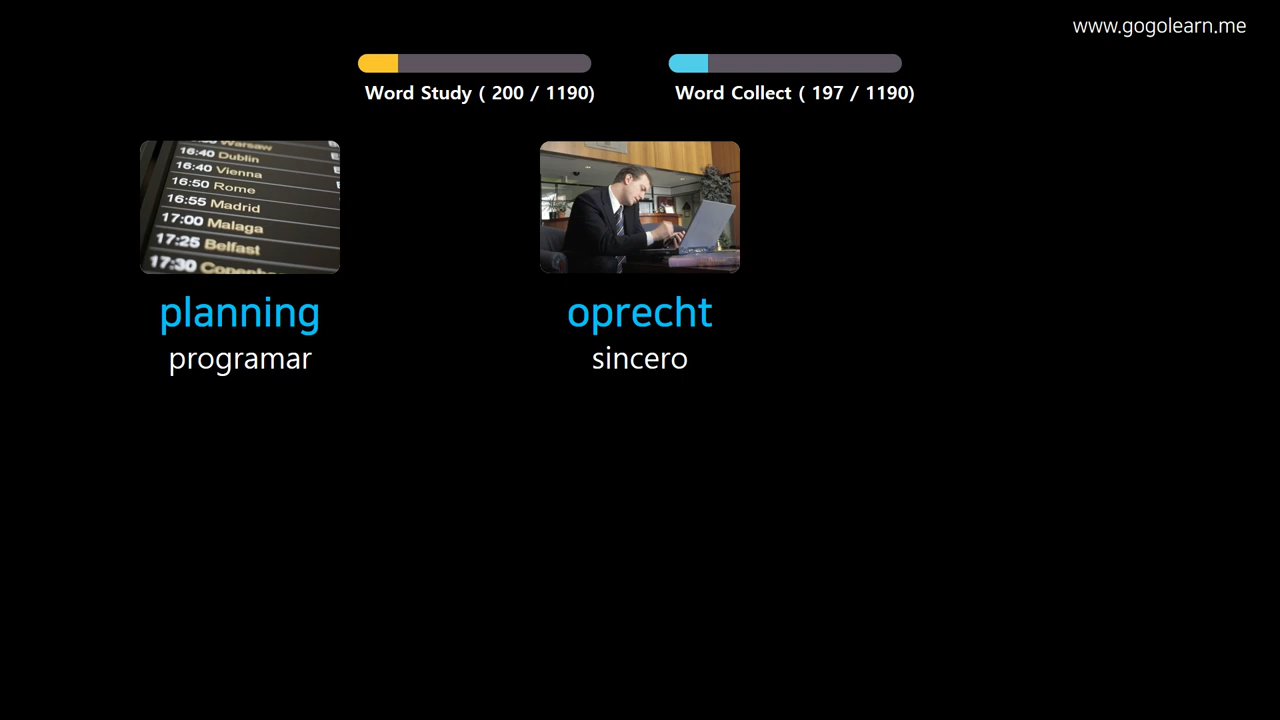 www.gogolearn.me
Word Study ( 200 / 1190)
Word Collect ( 197 / 1190)
Warsaw
16:40 Dublin
16:40 Vienna
16:50 Rome
16:55 Madrid
17:00 Malaga
17:25 Belfast
17:30
planning
programar
oprecht
sincero